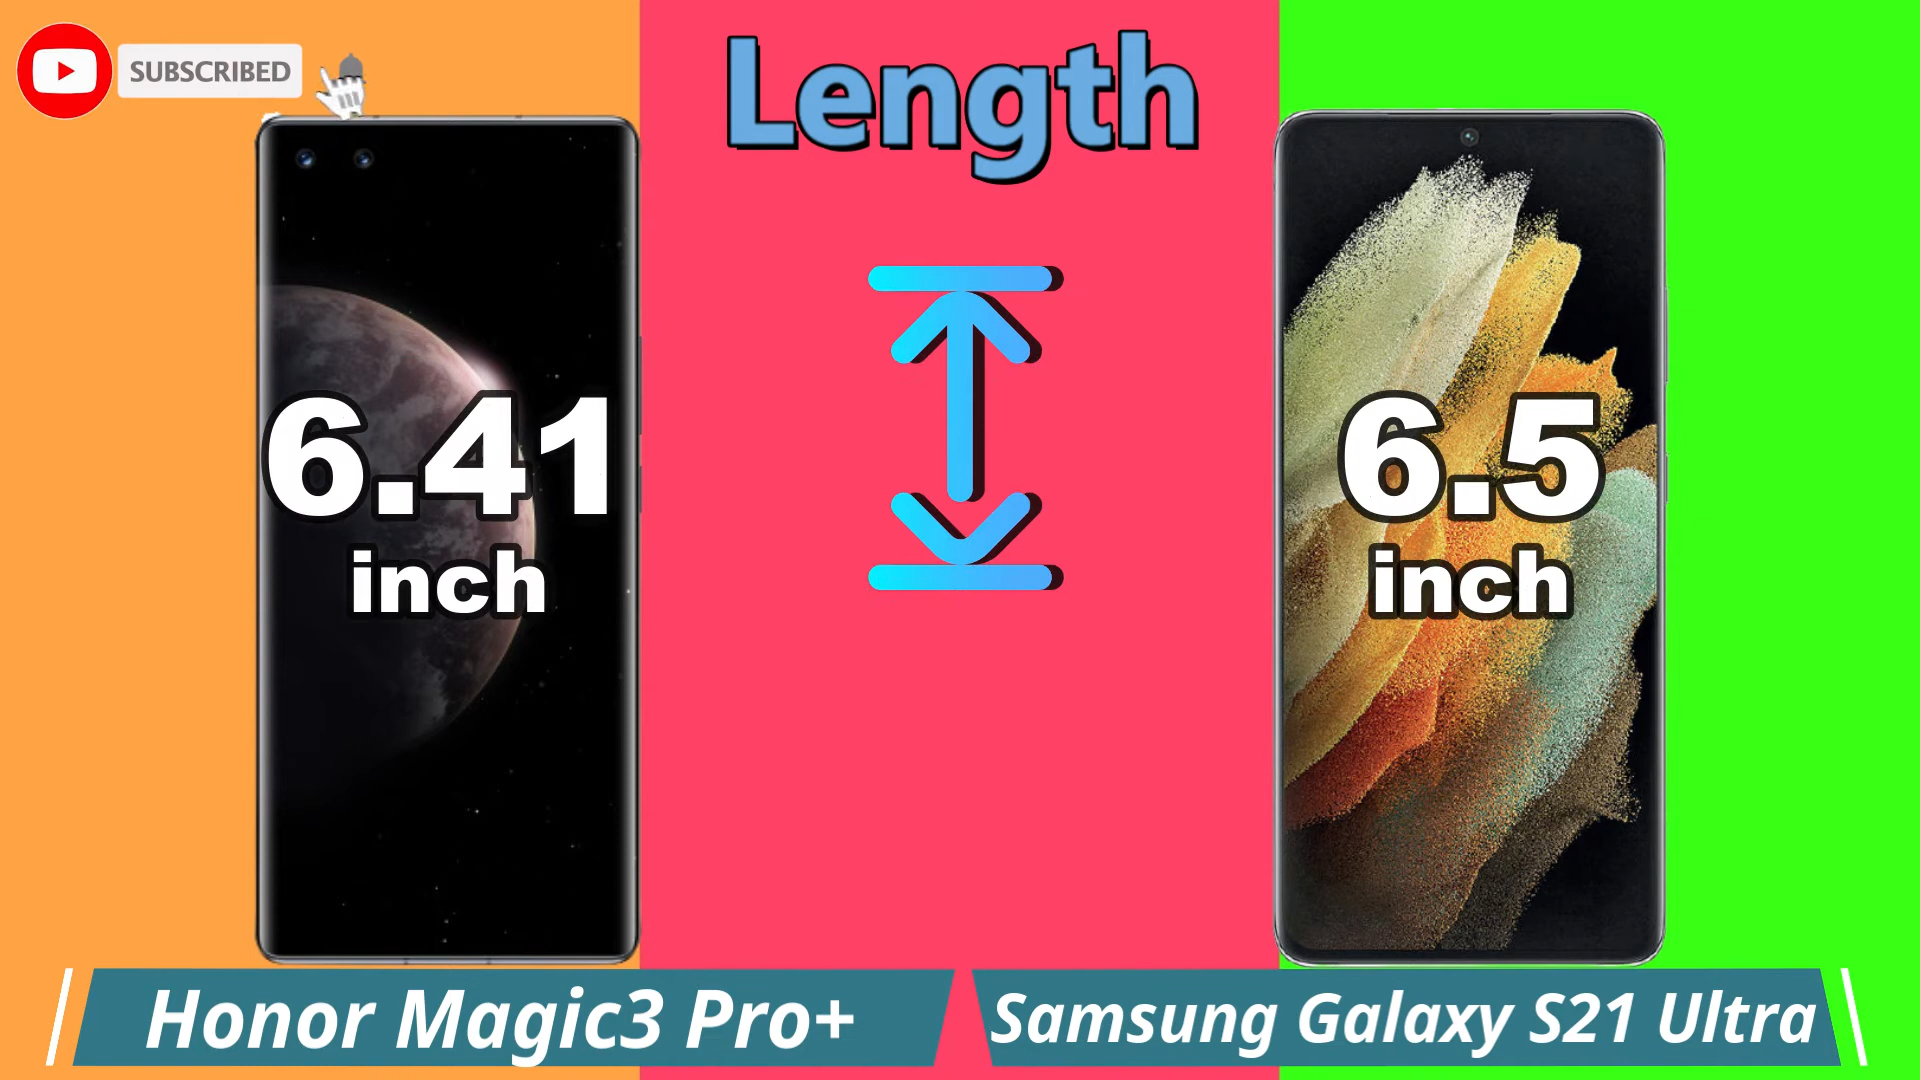 SUBSCRIBED
Length
6.41
inch
6.5
inch
Honor Magic3 Pro+
Samsung Galaxy S21 Ultra